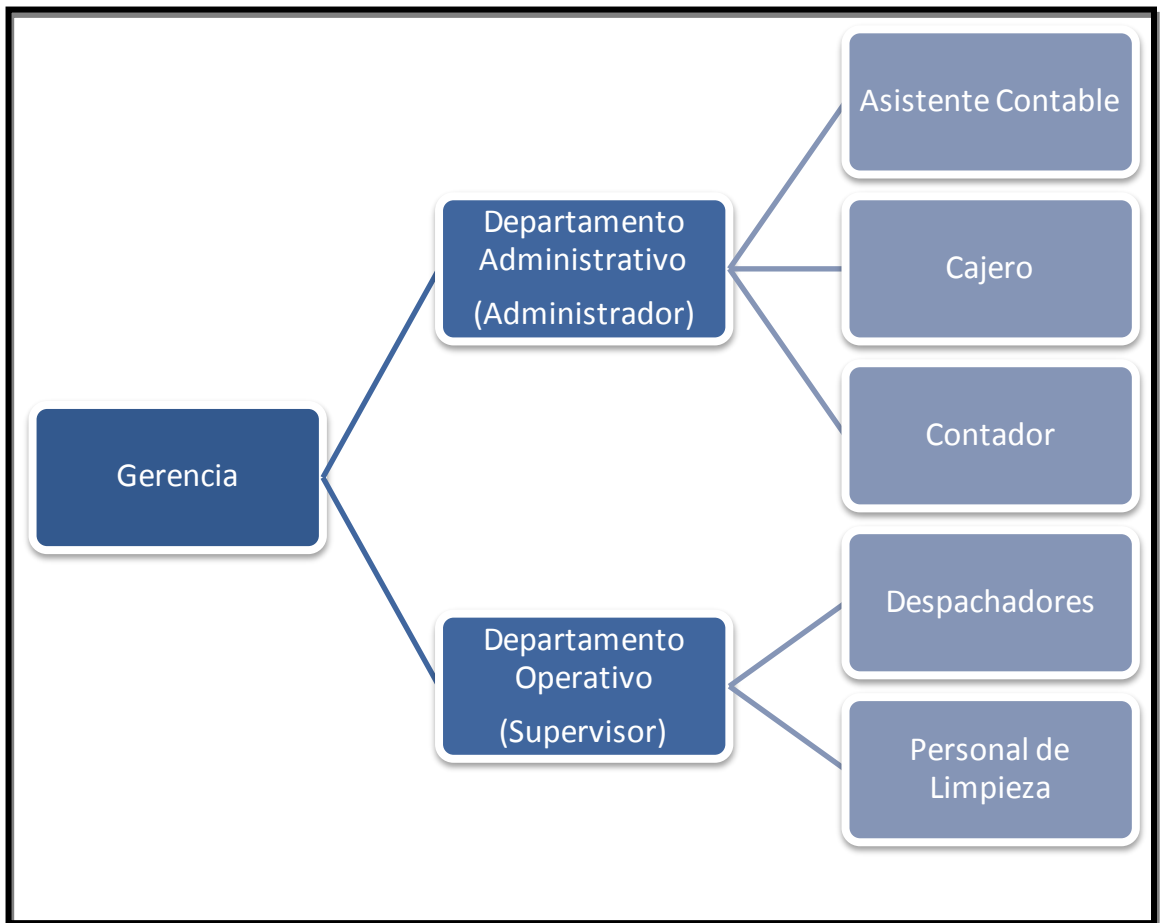 Asistente Contable
Departamento
Administrativo
(Administrador)
Cajero
Contador
Gerencia
Departamento
Operativo
(Supervisor)
Despachadores
Personal de
Limpieza